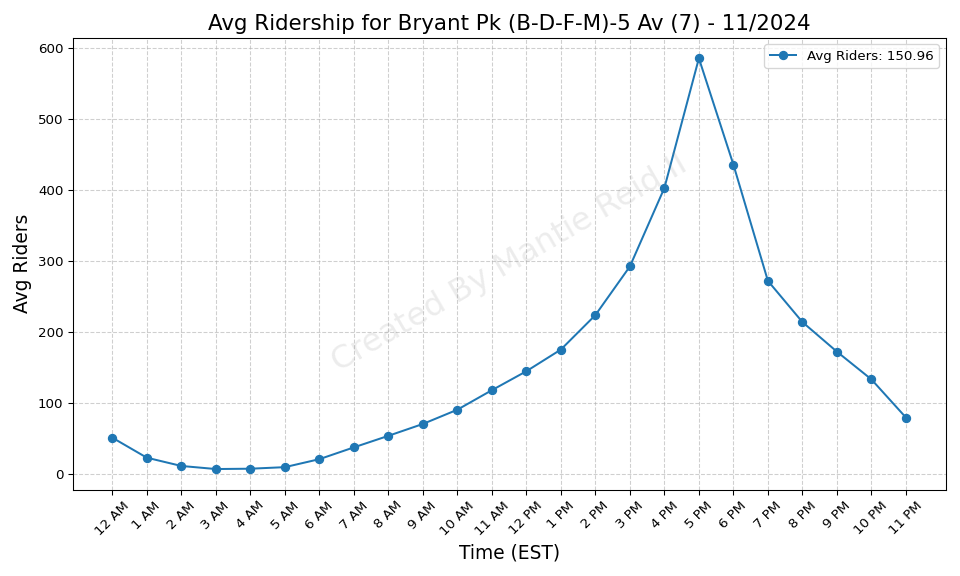 Avg Ridership for Bryant Pk (B-D-F-M)-5 Av (7) - 11/2024
Avg Riders: 150.96
600
500
400
300
200
100
0
Avg Riders
Created By Mantie Reid II
12 AM
1 AM
2 AM
3 AM
4 AM
5 AM
6 AM
7 AM
8 AM
9 AM
10 AM
11 AM
12 PM
1 PM
2 PM
3 PM
4 PM
5 PM
6 PM
7 PM
8 PM
9 PM
10 PM
11 PM
Time (EST)